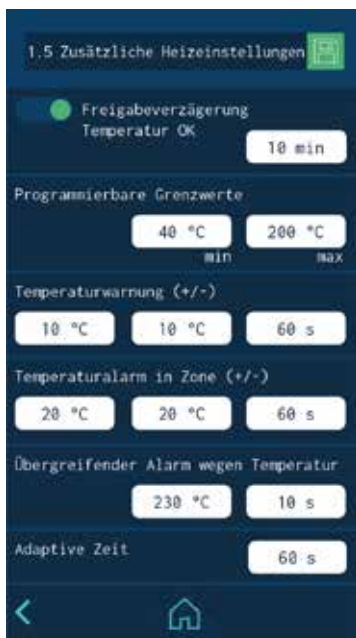 1.5 Zusätzliche Heizeinstellungen
Freigabeverzägerung
Temperatur OK
10 min
Programmierbare Grenzwerte
40 °C 200 °C
min max
Temperaturwarnung (+/-)
10 °C 10 °C 60 s
Temperaturalarm in Zone (+/-)
20 °C 20 °C 60 s
Übergreifender Alarm wegen Temperatur
230 °C 10 s
Adaptive Zeit
60 s